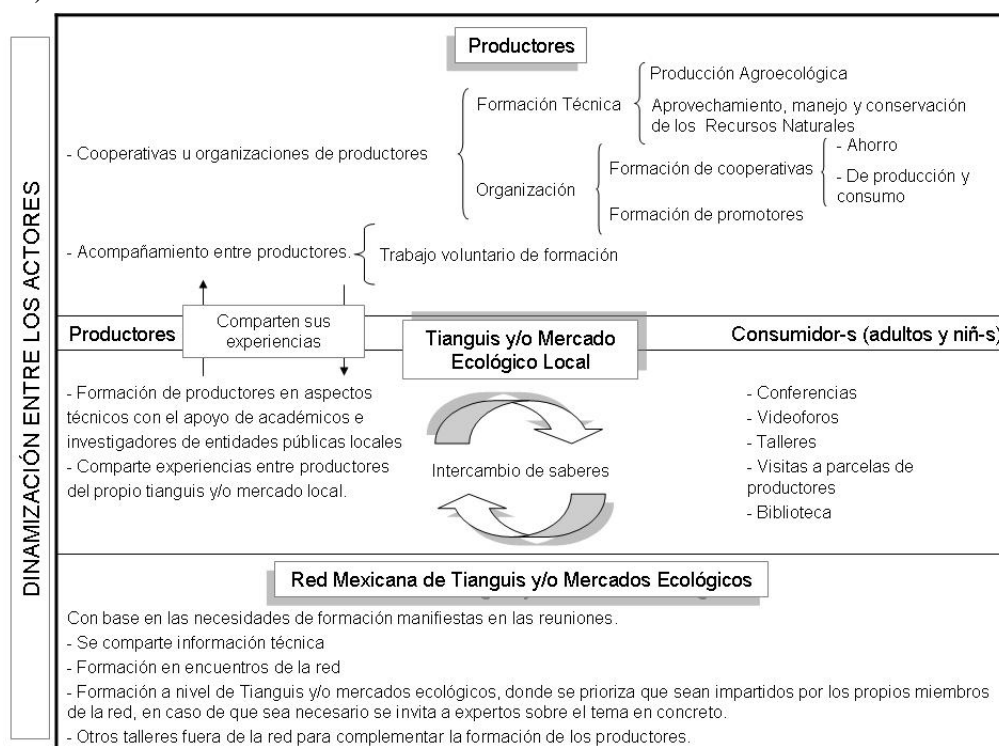 )
DINAMIZACIÓN ENTRE LOS ACTORES
Productores
- Cooperativas u organizaciones de productores
Formación Técnica
Producción Agroecológica
Aprovechamiento, manejo y conservación
de los Recursos Naturales
Organización
Formación de cooperativas
- Ahorro
- De producción y
consumo
Formación de promotores
- Acompañamiento entre productores.
Trabajo voluntario de formación
Productores
Comparten sus
experiencias
Tianguis y/o Mercado
Ecológico Local
Consumidor-s (adultos y niñ-s)
- Formación de productores en aspectos
técnicos con el apoyo de académicos e
investigadores de entidades públicas locales
- Comparte experiencias entre productores
del propio tianguis y/o mercado local.
Intercambio de saberes
- Conferencias
- Videoforos
- Talleres
- Visitas a parcelas de
productores
- Biblioteca
Red Mexicana de Tianguis y/o Mercados Ecológicos
Con base en las necesidades de formación manifiestas en las reuniones.
- Se comparte información técnica
- Formación en encuentros de la red
- Formación a nivel de Tianguis y/o mercados ecológicos, donde se prioriza que sean impartidos por los propios miembros
de la red, en caso de que sea necesario se invita a expertos sobre el tema en concreto.
- Otros talleres fuera de la red para complementar la formación de los productores.